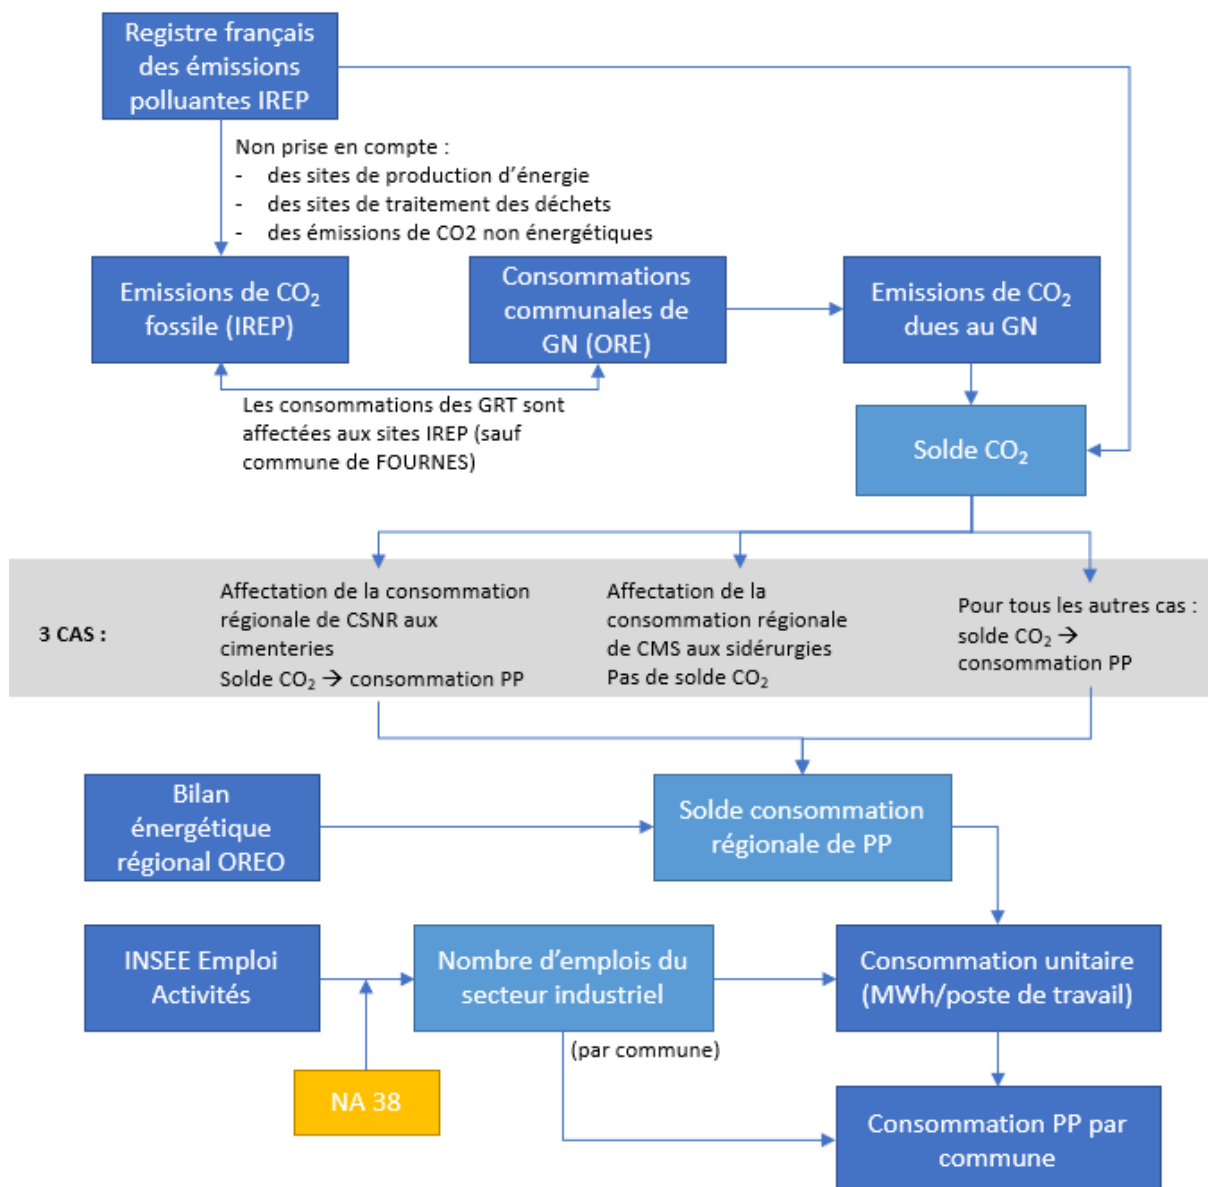 Registre français
des émissions
polluantes IREP
Non prise en compte :
- des sites de production d’énergie
- des sites de traitement des déchets
- des émissions de CO2 non énergétiques
Emissions de CO₂
fossile (IREP)
Consommations
communales de
GN (ORE)
Emissions de CO₂
dues au GN
Les consommations des GRT sont
affectées aux sites IREP (sauf
commune de FOURNES)
Solde CO₂
3 CAS :
Affectation de la consommation
régionale de CSNR aux
cimenteries
Solde CO₂ → consommation PP
Affectation de la
consommation régionale
de CMS aux sidérurgies
Pas de solde CO₂
Pour tous les autres cas :
solde CO₂ →
consommation PP
Bilan
énergétique
régional OREO
Solde consommation
régionale de PP
INSEE Emploi
Activités
Nombre d’emplois du
secteur industriel
Consommation unitaire
(MWh/poste de travail)
(par commune)
NA 38
Consommation PP par
commune